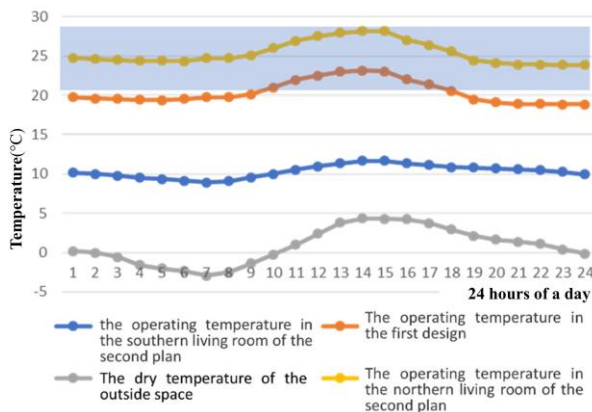 30
25
20
15
10
5
0
-5
Temperature(°C)
1 2 3 4 5 6 7 8 9 10 11 12 13 14 15 16 17 18 19 20 21 22 23 24
24 hours of a day
the operating temperature in
the southern living room of the
second plan
The operating temperature in
the first design
The dry temperature of the
outside space
The operating temperature in
the northern living room of the
second plan